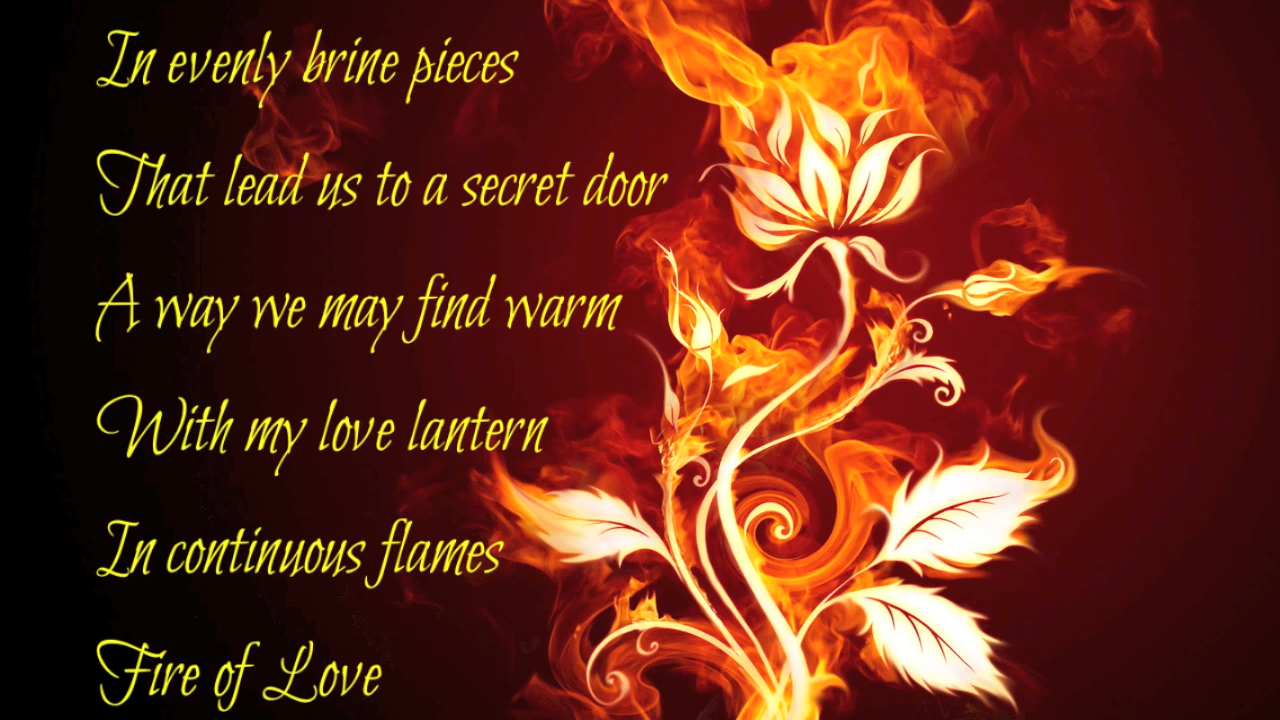 In evenly brine pieces
That lead us to a secret door
A way we may find warm
With my love lantern
In continuous flames
Fire of Love